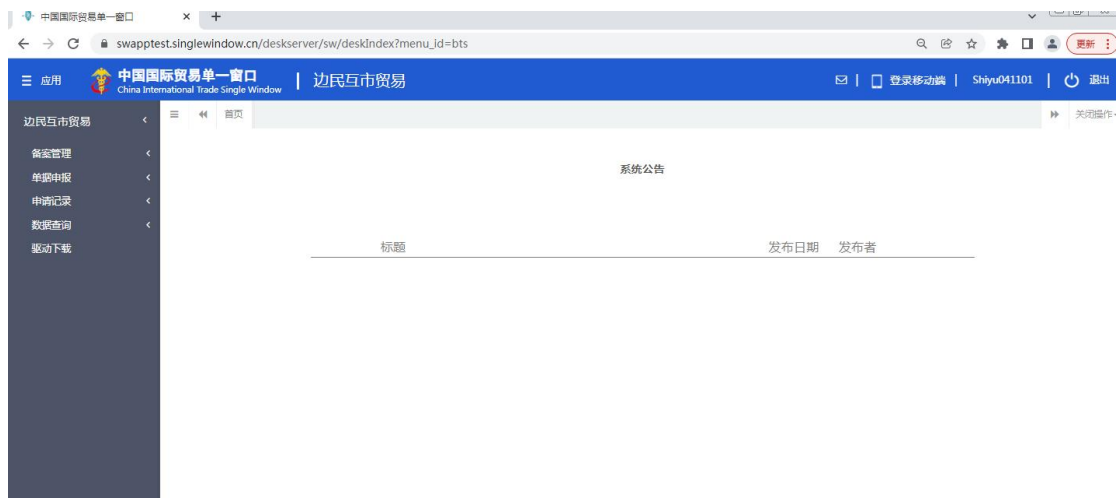 中国国际贸易单一窗口
swapptest.singlewindow.cn/deskserver/sw/deskIndex?menu_id=bts
更新
应用
中国国际贸易单一窗口
China International Trade Single Window
边民互市贸易
登录移动端
Shiyu041101
退出
边民互市贸易
首页
关闭操作
备案管理
单据申报
申请记录
数据查询
驱动下载
系统公告
标题 发布日期 发布者